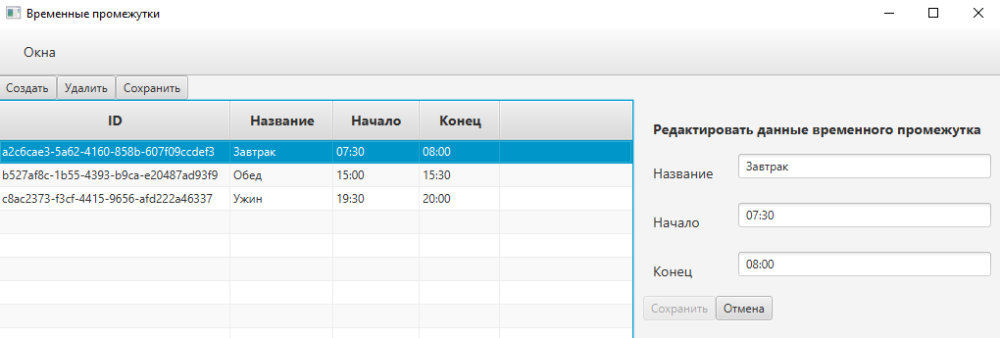 Временные промежутки
Окна
Создать Удалить Сохранить
ID Название Начало Конец
a2c6cae3-5a62-4160-858b-607f09ccdef3 Завтрак 07:30 08:00
b527af8c-1b55-4393-b9ca-e20487ad93f9 Обед 15:00 15:30
c8ac2373-f3cf-4415-9656-afd222a46337 Ужин 19:30 20:00
Редактировать данные временного промежутка
Название Завтрак
Начало 07:30
Конец 08:00
Сохранить Отмена